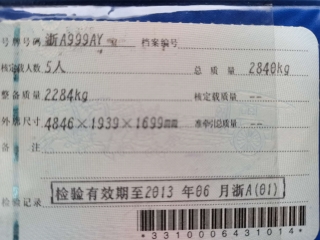 号牌号码 浙A999AY 档案编号
核定载人数 5人 总质量 2840kg
整备质量 2284kg 核定载质量 --
外廓尺寸 4846×1939×1699mm 准牵引总质量 --
备注
检验有效期至2013年06月浙A(01)
检验记录
*3310006431014*